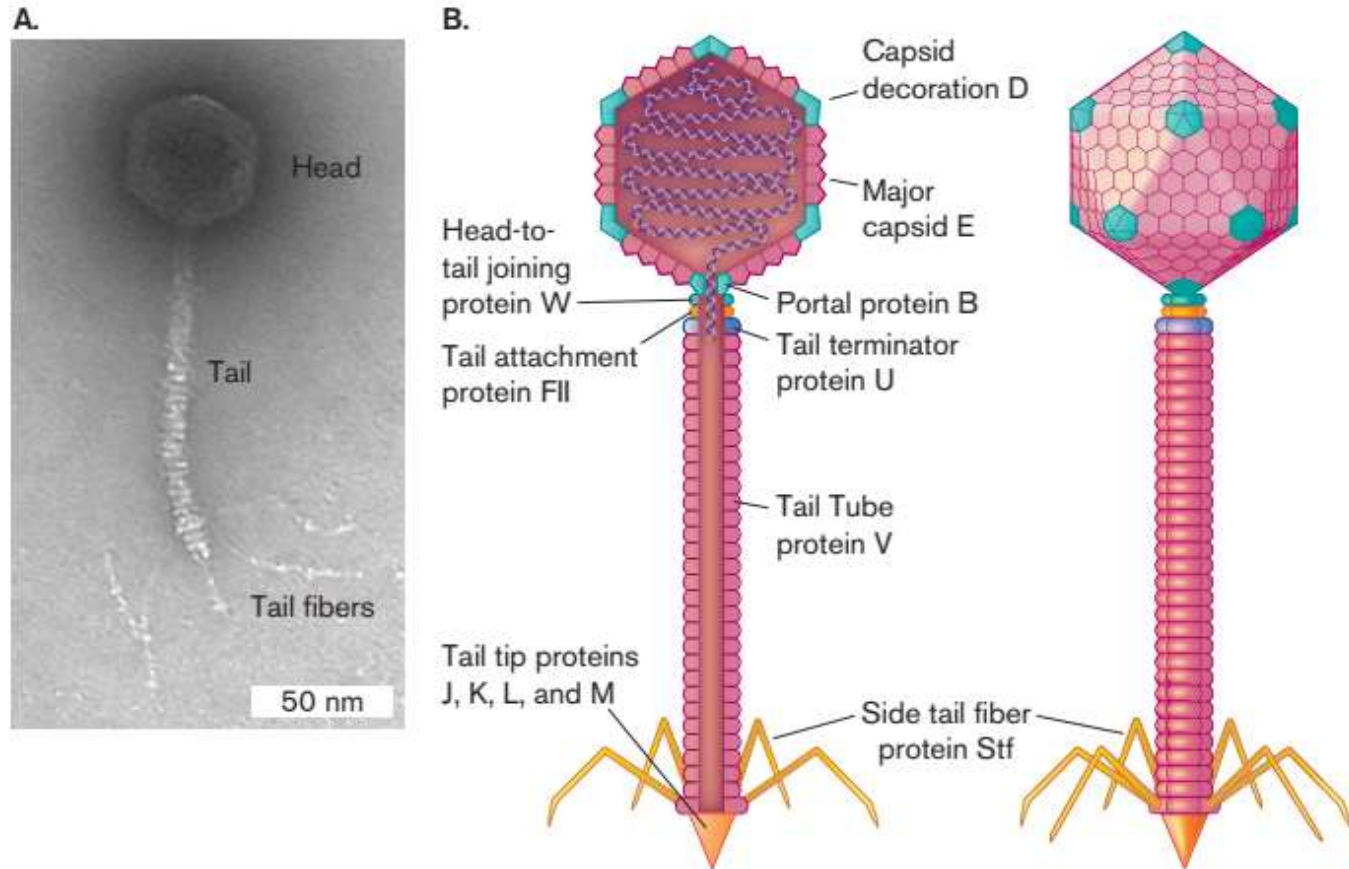 A.
Head
Tail
Tail fibers
50 nm
B.
Capsid
decoration D
Major
capsid E
Head-to-
tail joining
protein W
Portal protein B
Tail attachment
protein FII
Tail terminator
protein U
Tail Tube
protein V
Tail tip proteins
J, K, L, and M
Side tail fiber
protein Stf